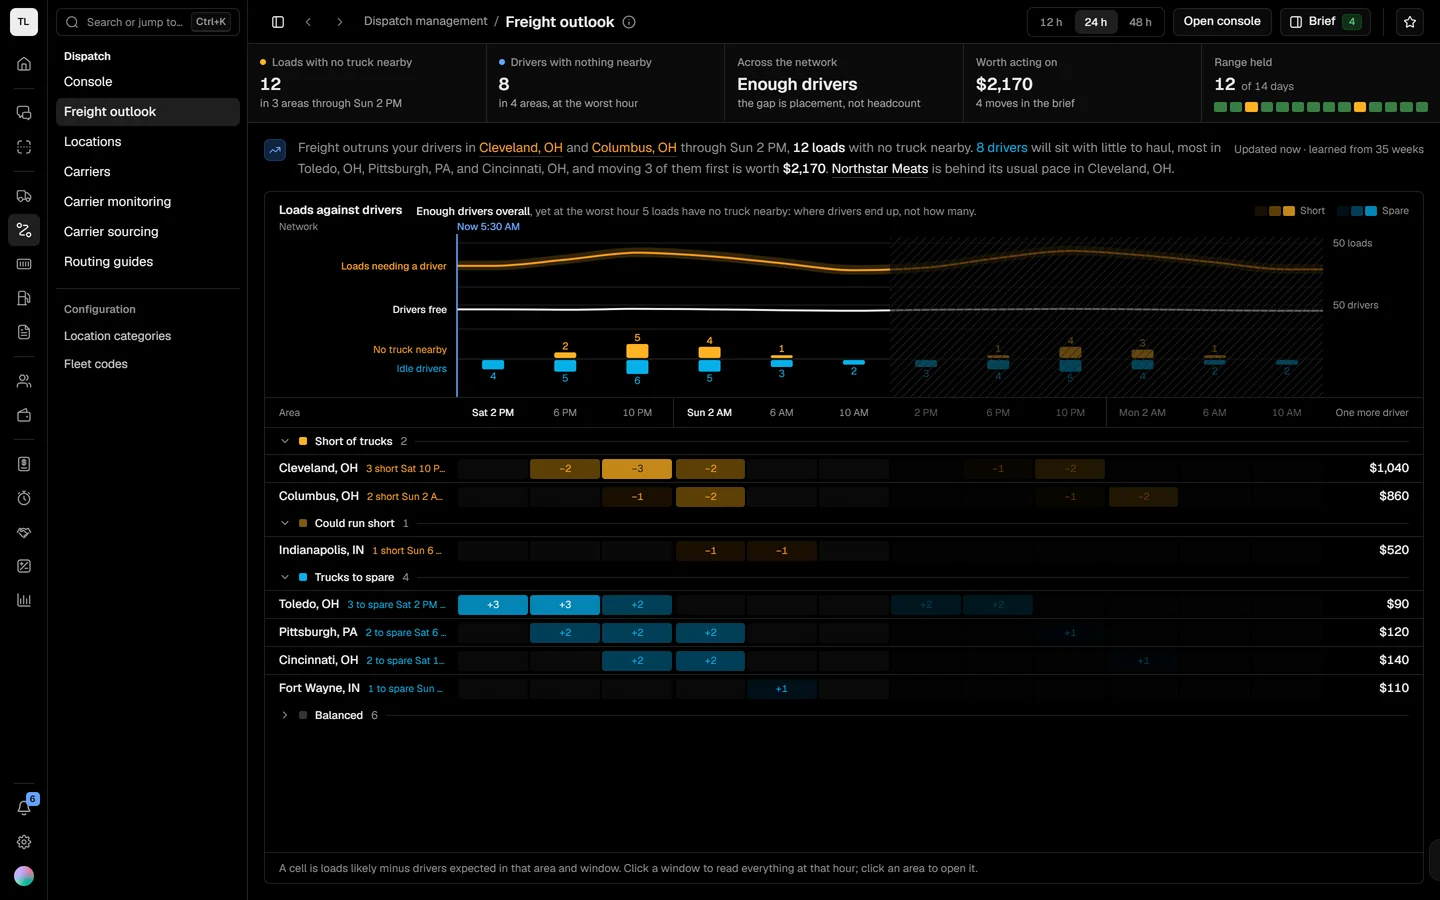 TL
Search or jump to... Ctrl+K
Dispatch
Console
Freight outlook
Locations
Carriers
Carrier monitoring
Carrier sourcing
Routing guides
Configuration
Location categories
Fleet codes
6
Dispatch management / Freight outlook
12 h 24 h 48 h
Open console
Brief 4
Loads with no truck nearby
12
in 3 areas through Sun 2 PM
Drivers with nothing nearby
8
in 4 areas, at the worst hour
Across the network
Enough drivers
the gap is placement, not headcount
Worth acting on
$2,170
4 moves in the brief
Range held
12 of 14 days
Freight outruns your drivers in Cleveland, OH and Columbus, OH through Sun 2 PM, 12 loads with no truck nearby. 8 drivers will sit with little to haul, most in
Toledo, OH, Pittsburgh, PA, and Cincinnati, OH, and moving 3 of them first is worth $2,170. Northstar Meats is behind its usual pace in Cleveland, OH.
Updated now · learned from 35 weeks
Loads against drivers Enough drivers overall, yet at the worst hour 5 loads have no truck nearby: where drivers end up, not how many.
Short Spare
Network
Now 5:30 AM
50 loads
Loads needing a driver
Drivers free
50 drivers
No truck nearby 2 5 4 1 1 4 3 1
Idle drivers 4 5 6 5 3 2 3 4 5 4 2 2
Area Sat 2 PM 6 PM 10 PM Sun 2 AM 6 AM 10 AM 2 PM 6 PM 10 PM Mon 2 AM 6 AM 10 AM One more driver
Short of trucks 2
Cleveland, OH 3 short Sat 10 P... −2 −3 −2 −1 −2 $1,040
Columbus, OH 2 short Sun 2 A... −1 −2 −1 −2 $860
Could run short 1
Indianapolis, IN 1 short Sun 6 ... −1 −1 $520
Trucks to spare 4
Toledo, OH 3 to spare Sat 2 PM ... +3 +3 +2 +2 +2 $90
Pittsburgh, PA 2 to spare Sat 6 ... +2 +2 +2 +1 $120
Cincinnati, OH 2 to spare Sat 1... +2 +2 +1 $140
Fort Wayne, IN 1 to spare Sun ... +1 $110
Balanced 6
A cell is loads likely minus drivers expected in that area and window. Click a window to read everything at that hour; click an area to open it.